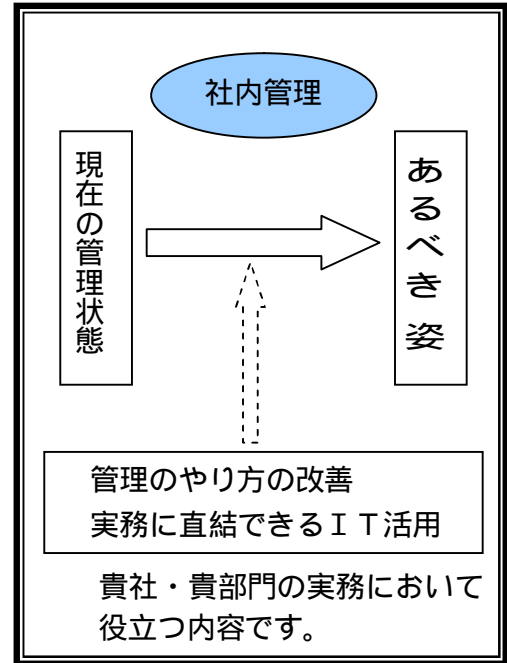 社内管理
現在の管理状態
あるべき姿
管理のやり方の改善
実務に直結できるＩＴ活用
貴社・貴部門の実務において
役立つ内容です。